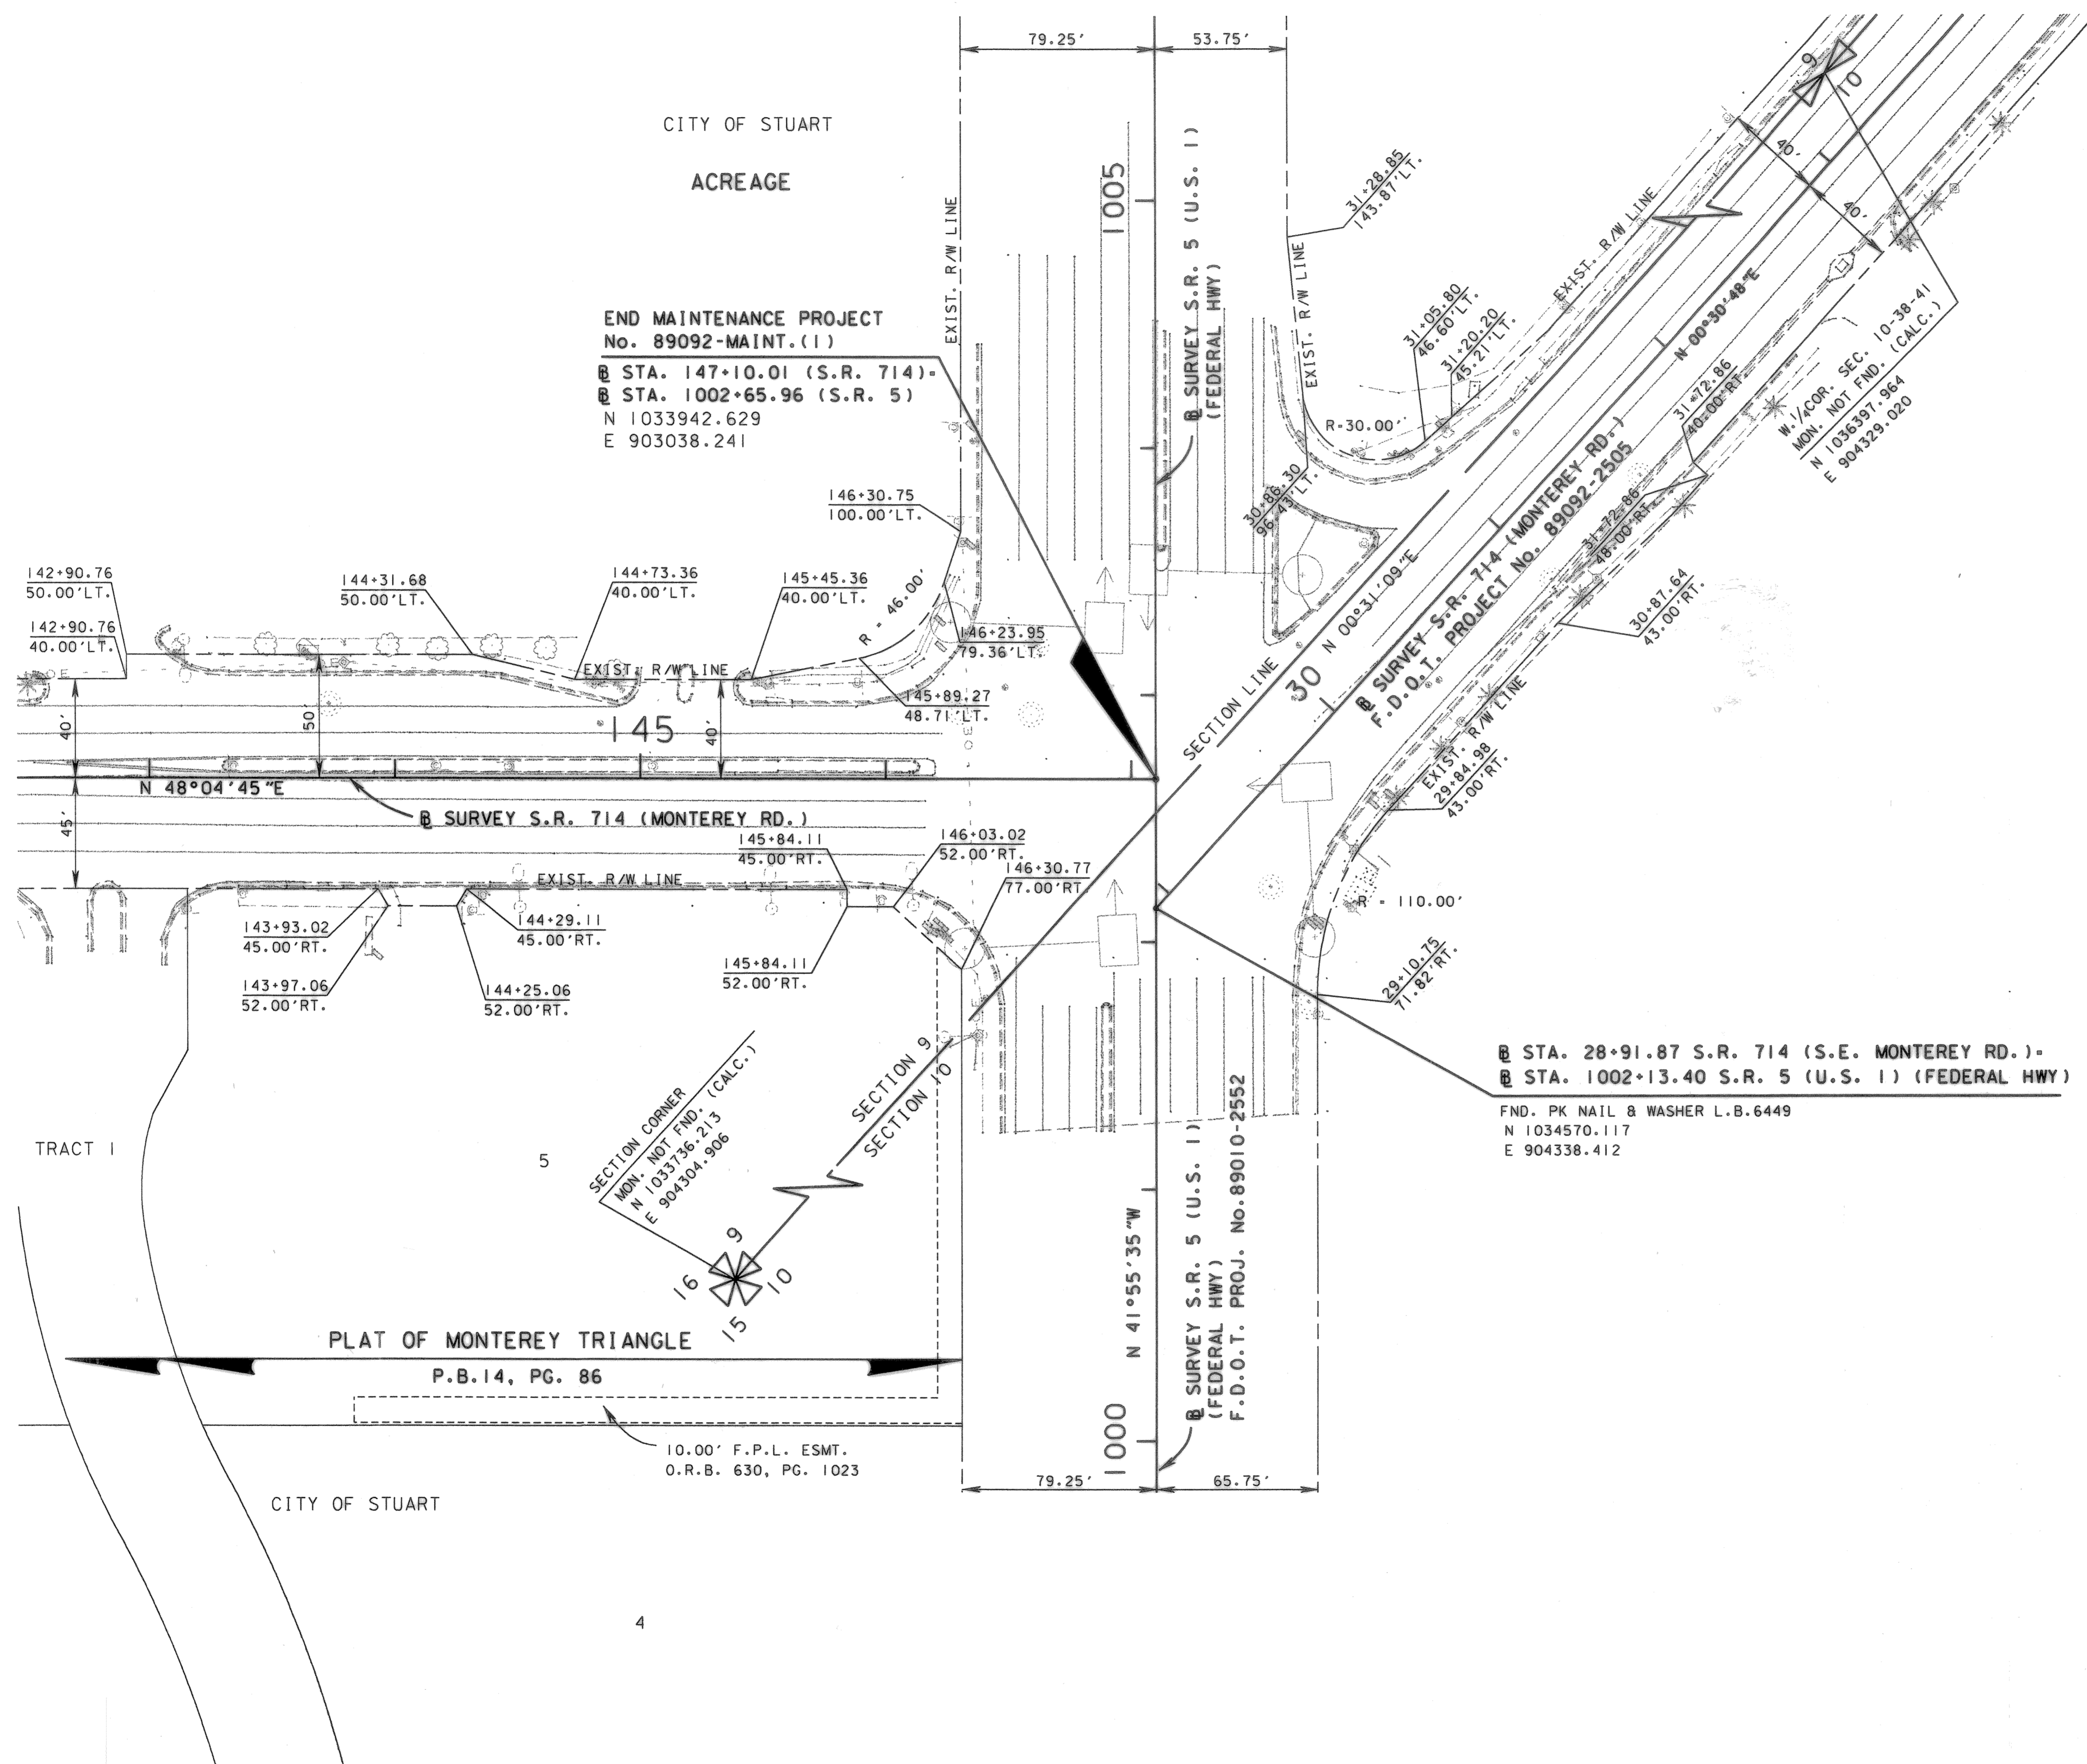 79.25'
53.75'
CITY OF STUART
ACREAGE
1005
℄ SURVEY S.R. 5 (U.S. 1)
(FEDERAL HWY)
EXIST. R/W LINE
EXIST. R/W LINE
EXIST. R/W LINE
31+28.85
143.87'LT.
EXIST. R/W LINE
9
10
40'
40'
31+05.80
46.60'LT.
31+20.20
45.21'LT.
R=30.00'
30+86.30
96.43'LT.
N 00°30'48"E
W.1/4COR. SEC. 10-38-41
MON. NOT FND. (CALC.)
N 1036397.964
E 904329.020
31+72.86
40.00'RT.
31+72.86
48.00'RT.
30+87.64
43.00'RT.
END MAINTENANCE PROJECT
No. 89092-MAINT.(1)
℄ STA. 147+10.01 (S.R. 714)=
℄ STA. 1002+65.96 (S.R. 5)
N 1033942.629
E 903038.241
146+30.75
100.00'LT.
142+90.76
50.00'LT.
142+90.76
40.00'LT.
144+31.68
50.00'LT.
144+73.36
40.00'LT.
145+45.36
40.00'LT.
R = 46.00'
146+23.95
79.36'LT.
145+89.27
48.71'LT.
EXIST. R/W LINE
40'
50'
145
40'
N 48°04'45"E
℄ SURVEY S.R. 714 (MONTEREY RD.)
45'
SECTION LINE
N 00°31'09"E
30
℄ SURVEY S.R. 714 (MONTEREY RD.)
F.D.O.T. PROJECT No. 89092-2505
EXIST. R/W LINE
29+84.98
43.00'RT.
R = 110.00'
29+10.75
71.82'RT.
145+84.11
45.00'RT.
146+03.02
52.00'RT.
146+30.77
77.00'RT.
EXIST. R/W LINE
143+93.02
45.00'RT.
144+29.11
45.00'RT.
143+97.06
52.00'RT.
144+25.06
52.00'RT.
145+84.11
52.00'RT.
℄ STA. 28+91.87 S.R. 714 (S.E. MONTEREY RD.)=
℄ STA. 1002+13.40 S.R. 5 (U.S. 1) (FEDERAL HWY)
FND. PK NAIL & WASHER L.B.6449
N 1034570.117
E 904338.412
SECTION 9
SECTION 10
SECTION CORNER
MON. NOT FND. (CALC.)
N 1033736.213
E 904304.906
TRACT 1
5
9
16
10
15
N 41°55'35"W
℄ SURVEY S.R. 5 (U.S. 1)
(FEDERAL HWY)
F.D.O.T. PROJ. No.89010-2552
PLAT OF MONTEREY TRIANGLE
P.B.14, PG. 86
1000
10.00' F.P.L. ESMT.
O.R.B. 630, PG. 1023
79.25'
65.75'
CITY OF STUART
4